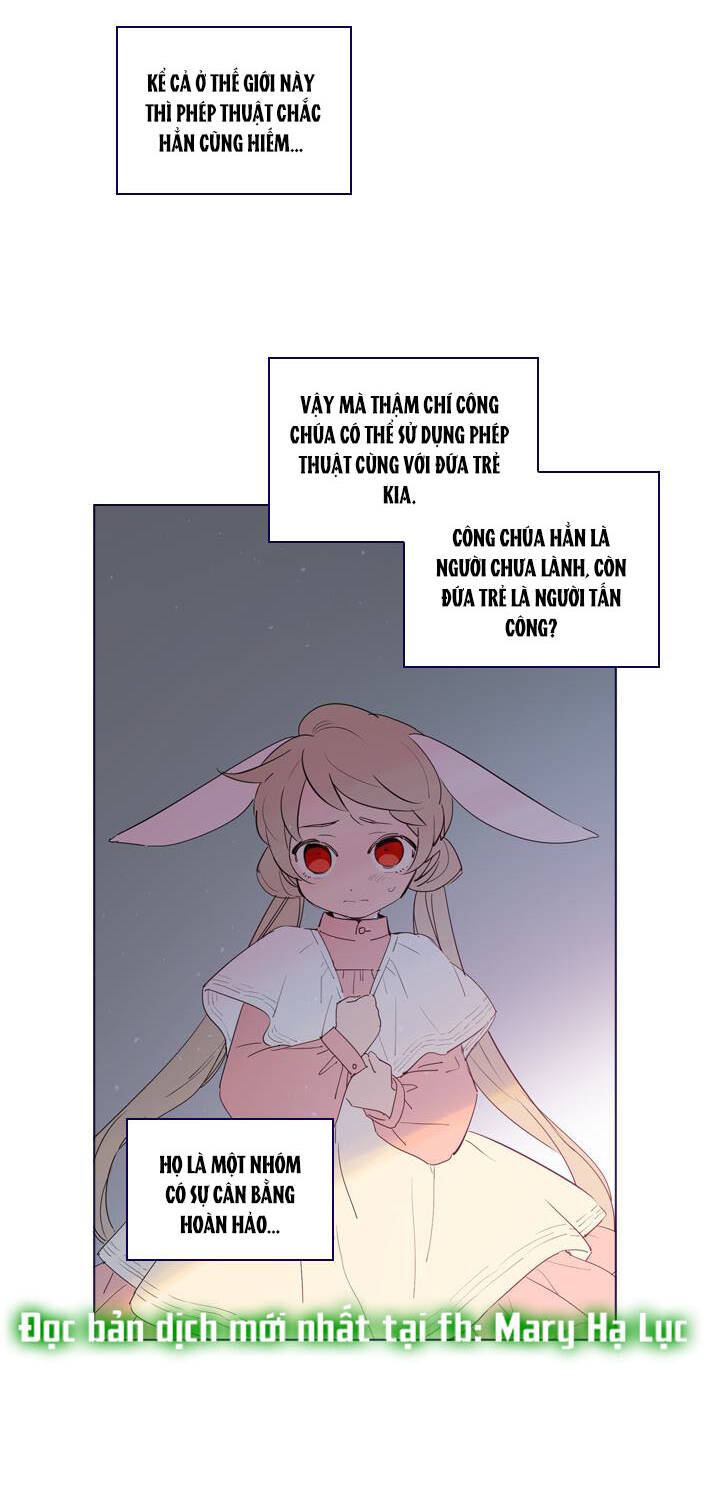 KỂ CẢ Ở THẾ GIỚI NÀY
THÌ PHÉP THUẬT CHẮC
HẲN CŨNG HIẾM...
VẬY MÀ THẬM CHÍ CÔNG
CHÚA CÓ THỂ SỬ DỤNG PHÉP
THUẬT CÙNG VỚI ĐỨA TRẺ
KIA.
CÔNG CHÚA HẲN LÀ
NGƯỜI CHƯA LÀNH, CÒN
ĐỨA TRẺ LÀ NGƯỜI TẤN
CÔNG?
HỌ LÀ MỘT NHÓM
CÓ SỰ CÂN BẰNG
HOÀN HẢO...
Đọc bản dịch mới nhất tại fb: Mary Hạ Lục